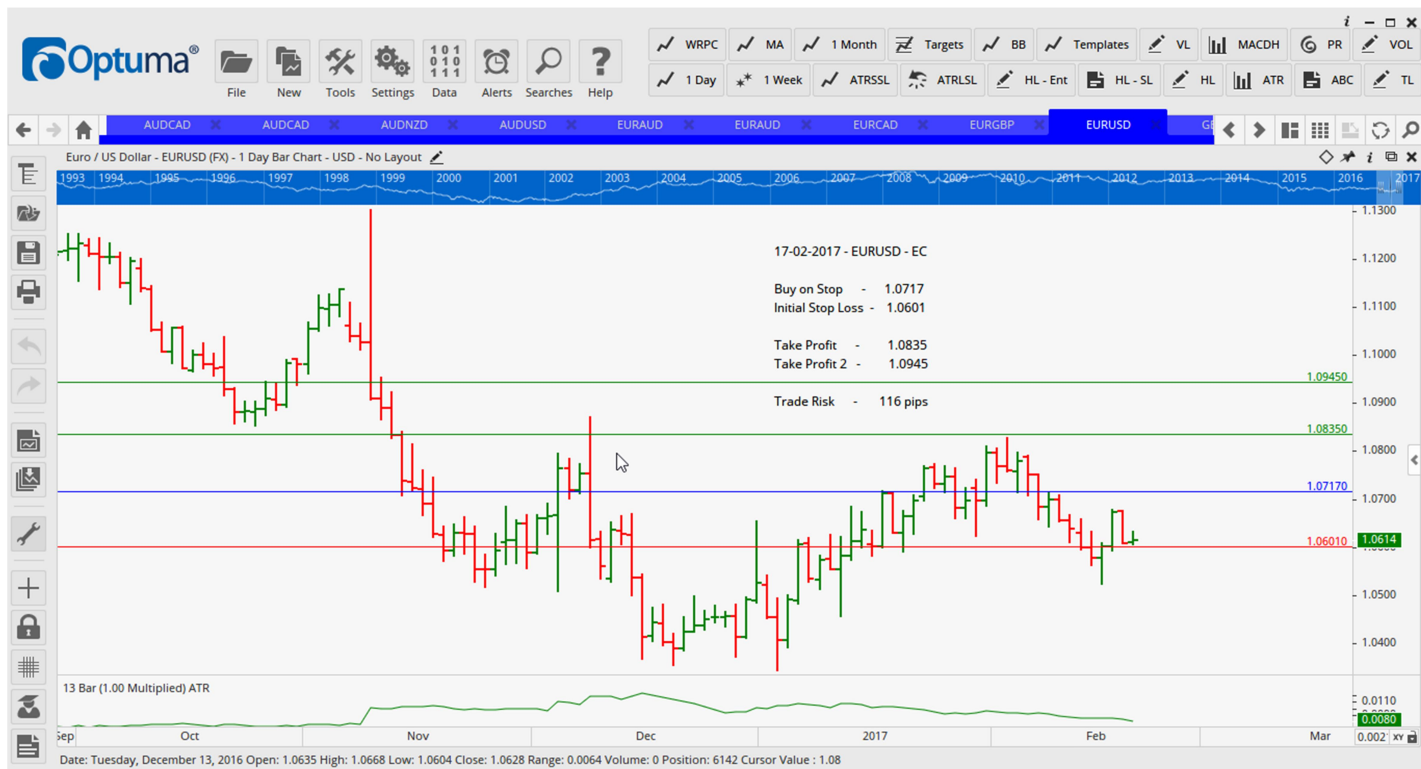 Optuma®
File New Tools Settings Data Alerts Searches Help
WRPC MA 1 Month Targets BB Templates VL MACDH PR VOL
1 Day 1 Week ATRSSL ATRLSL HL - Ent HL - SL HL ATR ABC TL
AUDCAD AUDCAD AUDNZD AUDUSD EURAUD EURAUD EURCAD EURGBP EURUSD
Euro / US Dollar - EURUSD (FX) - 1 Day Bar Chart - USD - No Layout
1993 1994 1995 1996 1997 1998 1999 2000 2001 2002 2003 2004 2005 2006 2007 2008 2009 2010 2011 2012 2013 2014 2015 2016 2017
1.1300
17-02-2017 - EURUSD - EC
1.1200
Buy on Stop - 1.0717
Initial Stop Loss - 1.0601
1.1100
Take Profit - 1.0835
1.1000
Take Profit 2 - 1.0945
1.09450
Trade Risk - 116 pips
1.0900
1.08350
1.0800
1.07170
1.0700
1.06010
1.0614
1.0500
1.0400
13 Bar (1.00 Multiplied) ATR
0.0110
0.0080
Sep Oct Nov Dec 2017 Feb Mar 0.002 XY
Date: Tuesday, December 13, 2016 Open: 1.0635 High: 1.0668 Low: 1.0604 Close: 1.0628 Range: 0.0064 Volume: 0 Position: 6142 Cursor Value : 1.08